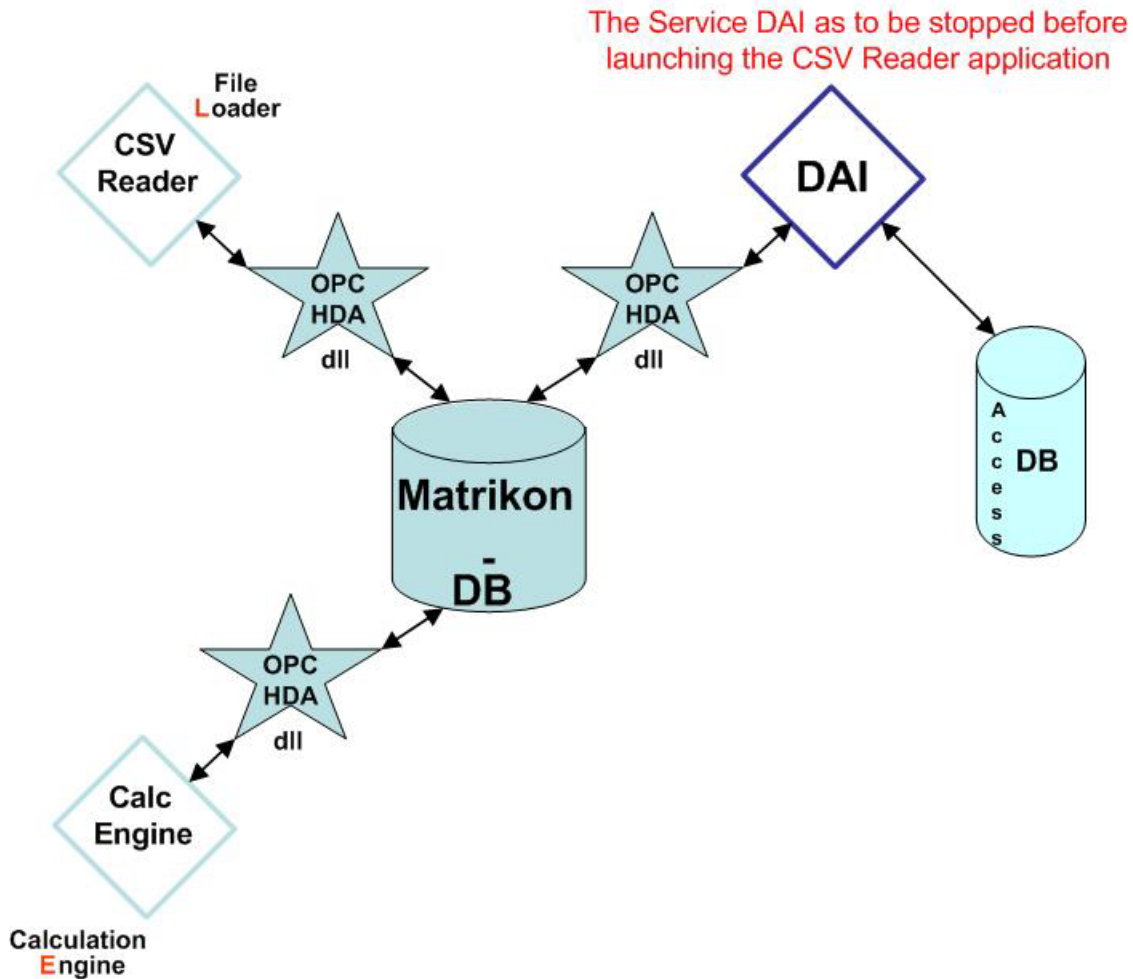 The Service DAI as to be stopped before
launching the CSV Reader application
File
Loader
CSV
Reader
DAI
OPC
HDA
dll
OPC
HDA
dll
Access
DB
Matrikon
-
DB
OPC
HDA
dll
Calc
Engine
Calculation
Engine